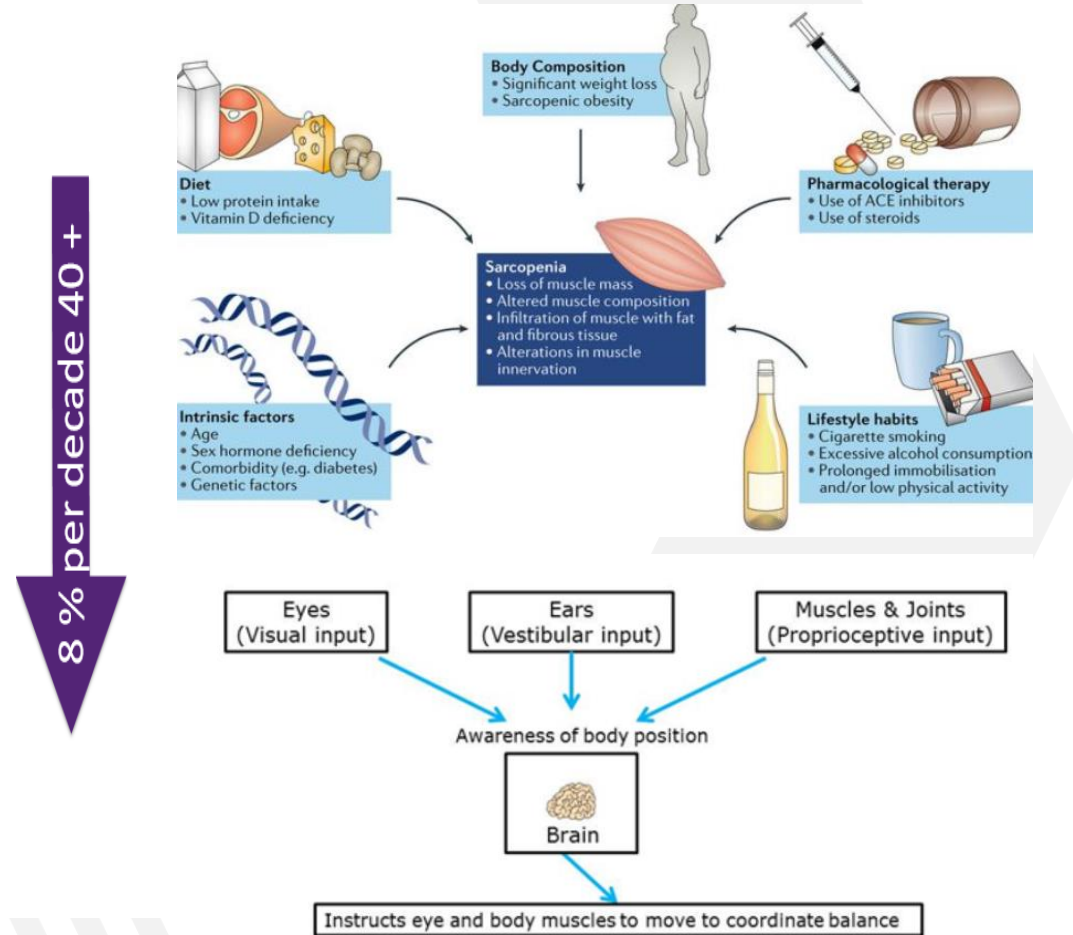 8 % per decade 40 +
Body Composition
• Significant weight loss
• Sarcopenic obesity
Diet
• Low protein intake
• Vitamin D deficiency
Pharmacological therapy
• Use of ACE inhibitors
• Use of steroids
Sarcopenia
• Loss of muscle mass
• Altered muscle composition
• Infiltration of muscle with fat
and fibrous tissue
• Alterations in muscle
innervation
Intrinsic factors
• Age
• Sex hormone deficiency
• Comorbidity (e.g. diabetes)
• Genetic factors
Lifestyle habits
• Cigarette smoking
• Excessive alcohol consumption
• Prolonged immobilisation
and/or low physical activity
Eyes
(Visual input)
Ears
(Vestibular input)
Muscles & Joints
(Proprioceptive input)
Awareness of body position
Brain
Instructs eye and body muscles to move to coordinate balance